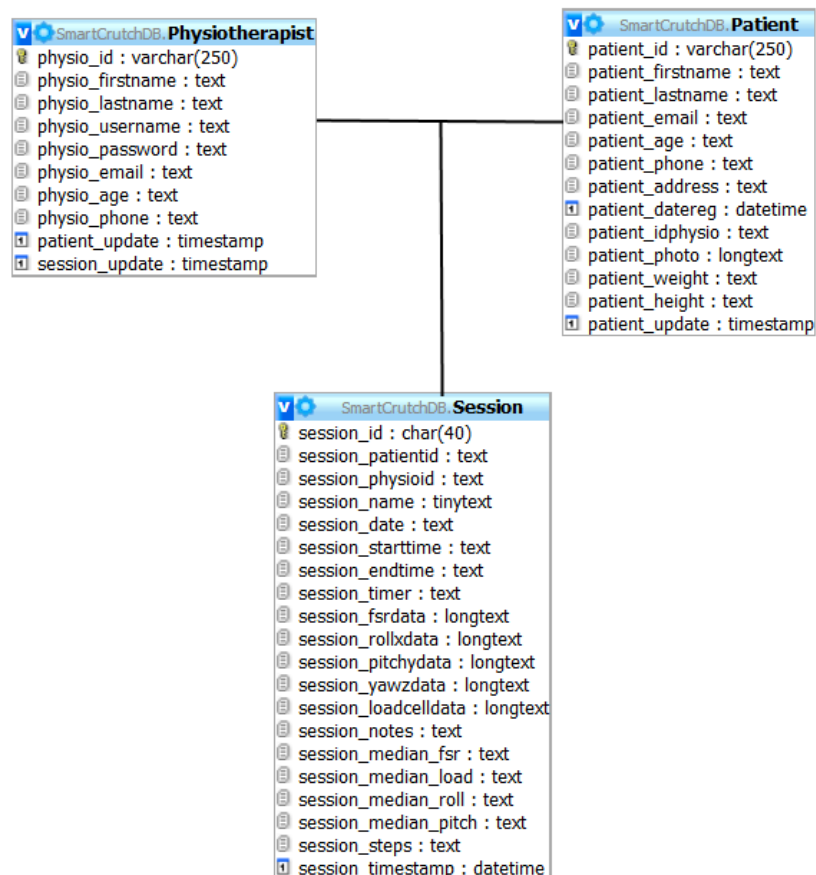 SmartCrutchDB.Physiotherapist
physio_id : varchar(250)
physio_firstname : text
physio_lastname : text
physio_username : text
physio_password : text
physio_email : text
physio_age : text
physio_phone : text
patient_update : timestamp
session_update : timestamp
SmartCrutchDB.Patient
patient_id : varchar(250)
patient_firstname : text
patient_lastname : text
patient_email : text
patient_age : text
patient_phone : text
patient_address : text
patient_datereg : datetime
patient_idphysio : text
patient_photo : longtext
patient_weight : text
patient_height : text
patient_update : timestamp
SmartCrutchDB.Session
session_id : char(40)
session_patientid : text
session_physioid : text
session_name : tinytext
session_date : text
session_starttime : text
session_endtime : text
session_timer : text
session_fsrdata : longtext
session_rollxdata : longtext
session_pitchydata : longtext
session_yawzdata : longtext
session_loadcelldata : longtext
session_notes : text
session_median_fsr : text
session_median_load : text
session_median_roll : text
session_median_pitch : text
session_steps : text
session_timestamp : datetime